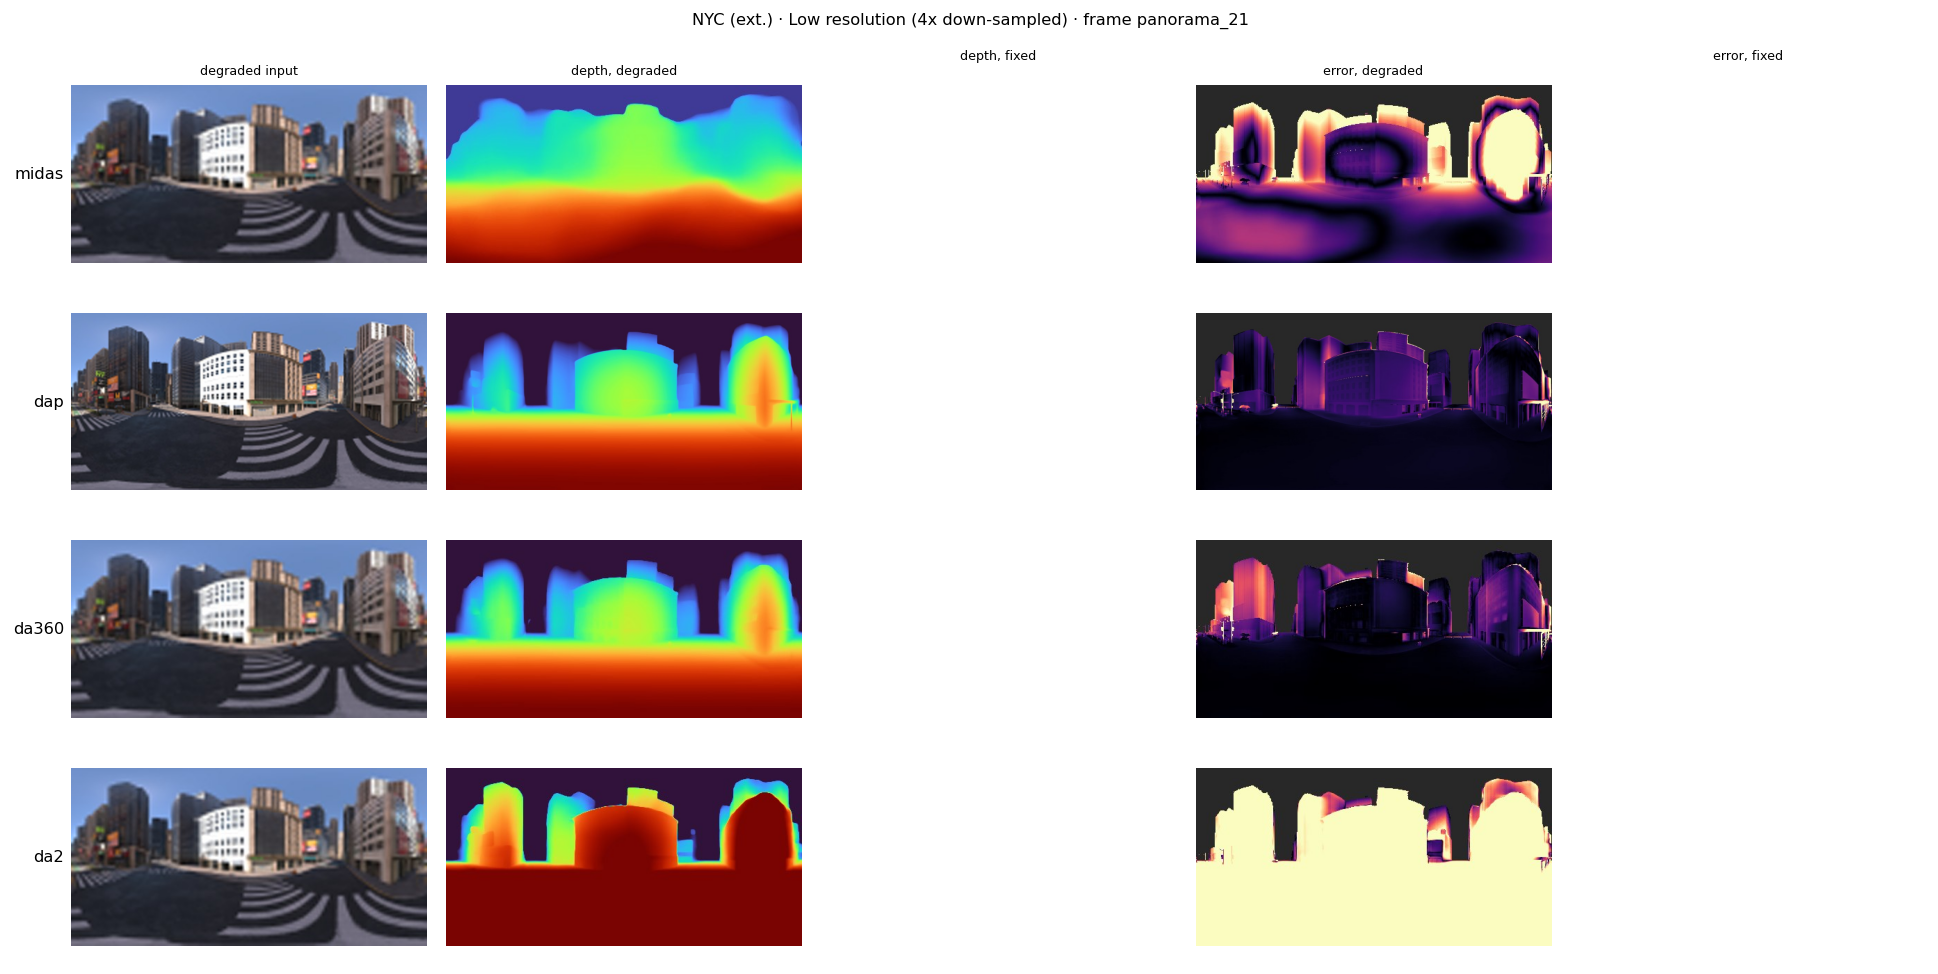 NYC (ext.) · Low resolution (4x down-sampled) · frame panorama_21
degraded input
depth, degraded
depth, fixed
error, degraded
error, fixed
midas
dap
da360
da2